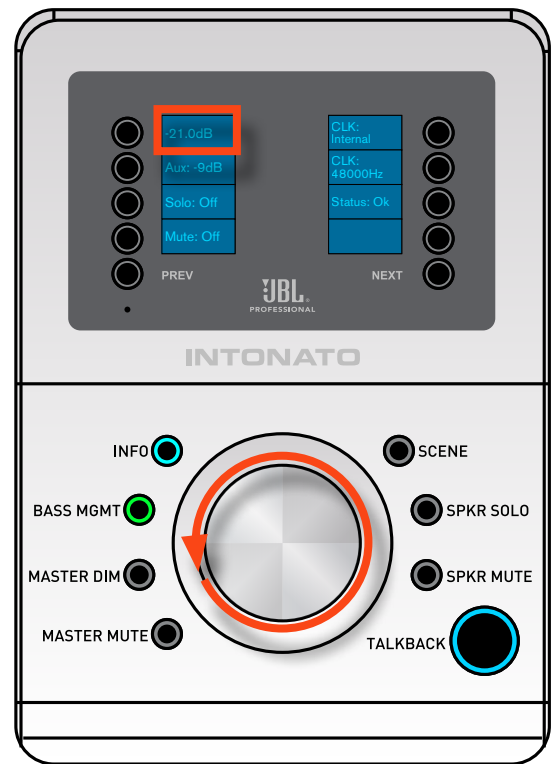 -21.0dB
Aux: -9dB
Solo: Off
Mute: Off
CLK:
Internal
CLK:
48000Hz
Status: Ok
PREV
NEXT
JBL
PROFESSIONAL
INTONATO
INFO
BASS MGMT
MASTER DIM
MASTER MUTE
SCENE
SPKR SOLO
SPKR MUTE
TALKBACK